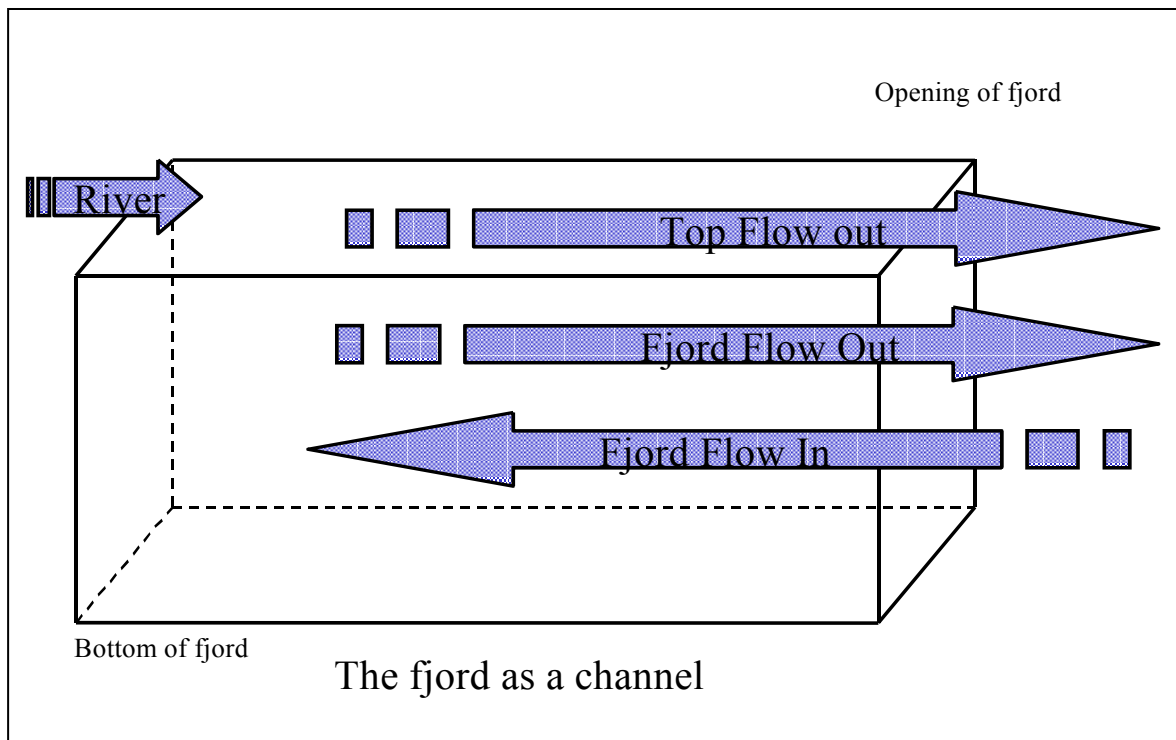 Opening of fjord
River
Top Flow out
Fjord Flow Out
Fjord Flow In
Bottom of fjord
The fjord as a channel